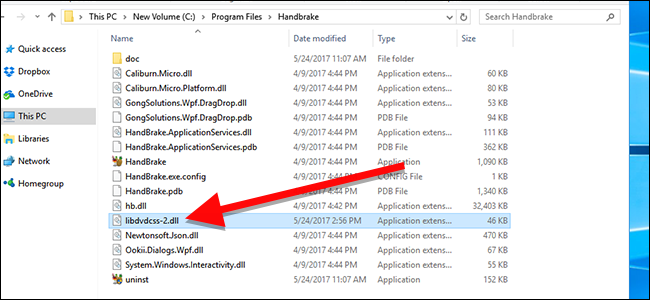 This PC > New Volume (C:) > Program Files > Handbrake
Search Handbrake
Name Date modified Type Size
Quick access
Dropbox
OneDrive
This PC
Libraries
Network
Homegroup
doc 5/24/2017 11:07 AM File folder
Caliburn.Micro.dll 4/9/2017 4:44 PM Application extens... 60 KB
Caliburn.Micro.Platform.dll 4/9/2017 4:44 PM Application extens... 80 KB
GongSolutions.Wpf.DragDrop.dll 4/9/2017 4:44 PM Application extens... 53 KB
GongSolutions.Wpf.DragDrop.pdb 4/9/2017 4:44 PM PDB File 94 KB
HandBrake.ApplicationServices.dll 4/9/2017 4:44 PM Application extens... 111 KB
HandBrake.ApplicationServices.pdb 4/9/2017 4:44 PM PDB File 362 KB
HandBrake 4/9/2017 4:44 PM Application 1,090 KB
HandBrake.exe.config 4/9/2017 4:44 PM CONFIG File 1 KB
HandBrake.pdb 4/9/2017 4:44 PM PDB File 1,340 KB
hb.dll 4/9/2017 4:42 PM Application extens... 32,403 KB
libdvdcss-2.dll 5/24/2017 2:56 PM Application extens... 46 KB
Newtonsoft.Json.dll 4/9/2017 4:44 PM Application extens... 470 KB
Ookii.Dialogs.Wpf.dll 4/9/2017 4:44 PM Application extens... 67 KB
System.Windows.Interactivity.dll 4/9/2017 4:44 PM Application extens... 55 KB
uninst 5/24/2017 11:07 AM Application 152 KB